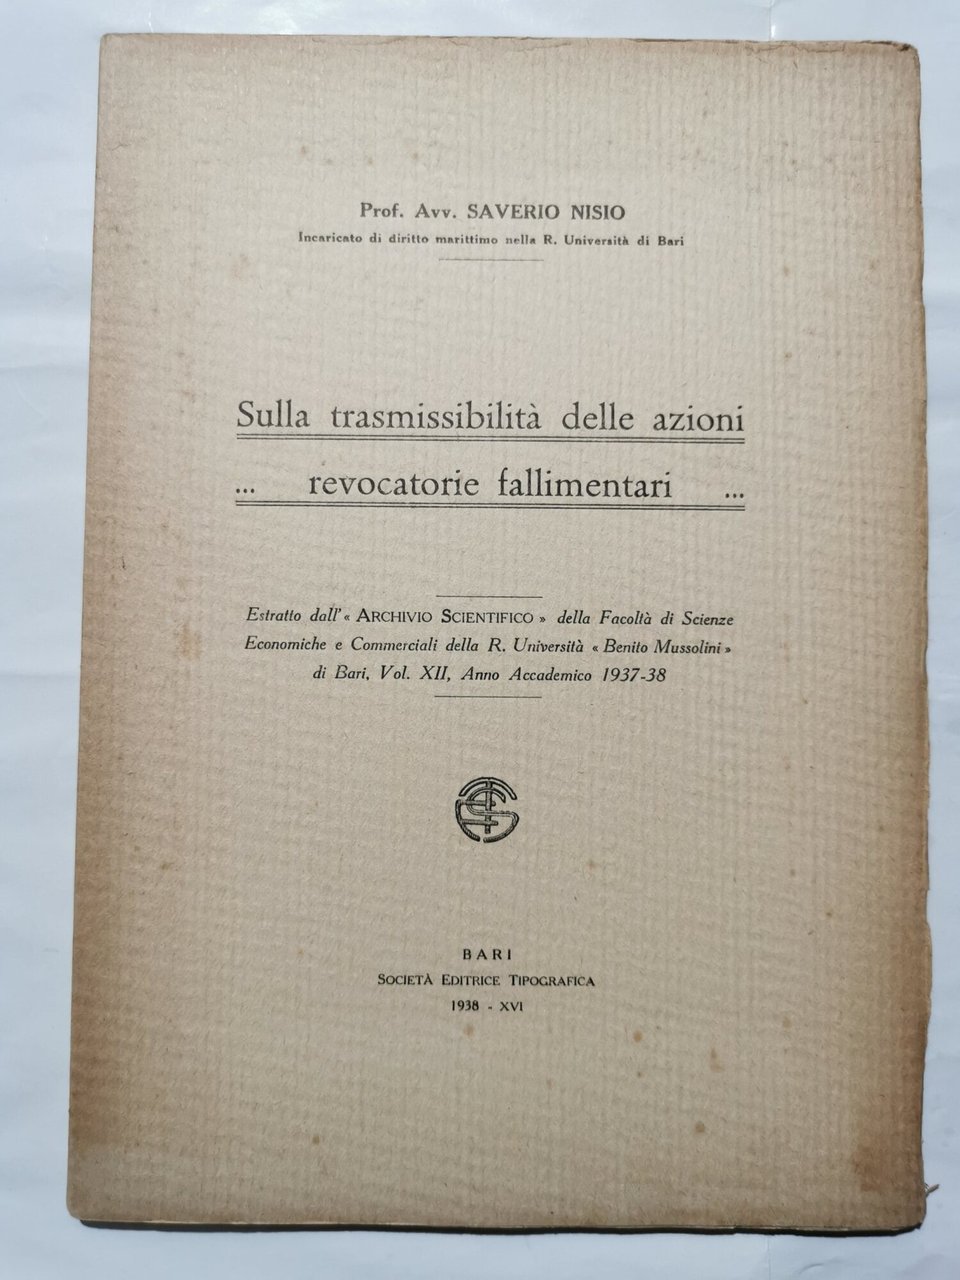 Prof. Avv. SAVERIO NISIO
Incaricato di diritto marittimo nella R. Università di Bari
Sulla trasmissibilità delle azioni
... revocatorie fallimentari ...
Estratto dall' « ARCHIVIO SCIENTIFICO » della Facoltà di Scienze
Economiche e Commerciali della R. Università « Benito Mussolini »
di Bari, Vol. XII, Anno Accademico 1937-38
BARI
SOCIETÀ EDITRICE TIPOGRAFICA
1938 - XVI